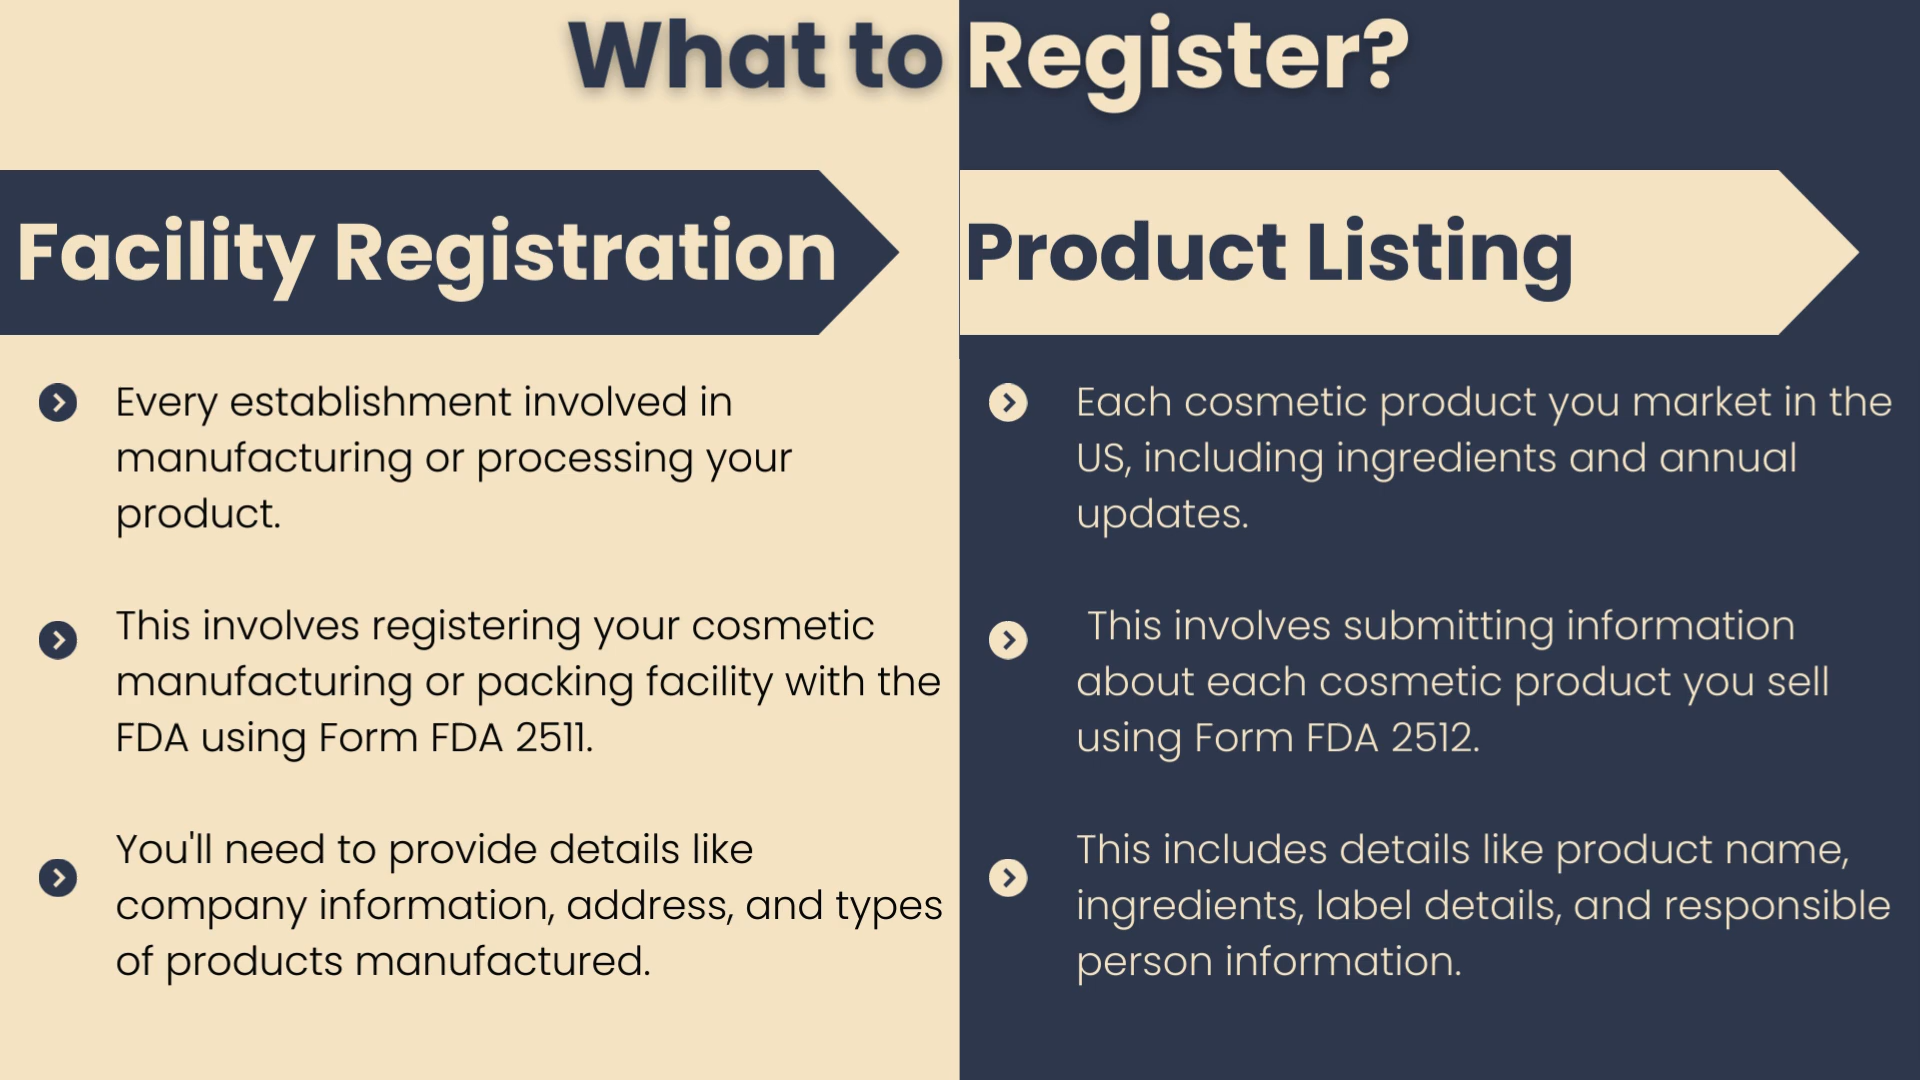 What to Register?
Facility Registration
Every establishment involved in
manufacturing or processing your
product.
This involves registering your cosmetic
manufacturing or packing facility with the
FDA using Form FDA 2511.
You'll need to provide details like
company information, address, and types
of products manufactured.
Product Listing
Each cosmetic product you market in the
US, including ingredients and annual
updates.
This involves submitting information
about each cosmetic product you sell
using Form FDA 2512.
This includes details like product name,
ingredients, label details, and responsible
person information.